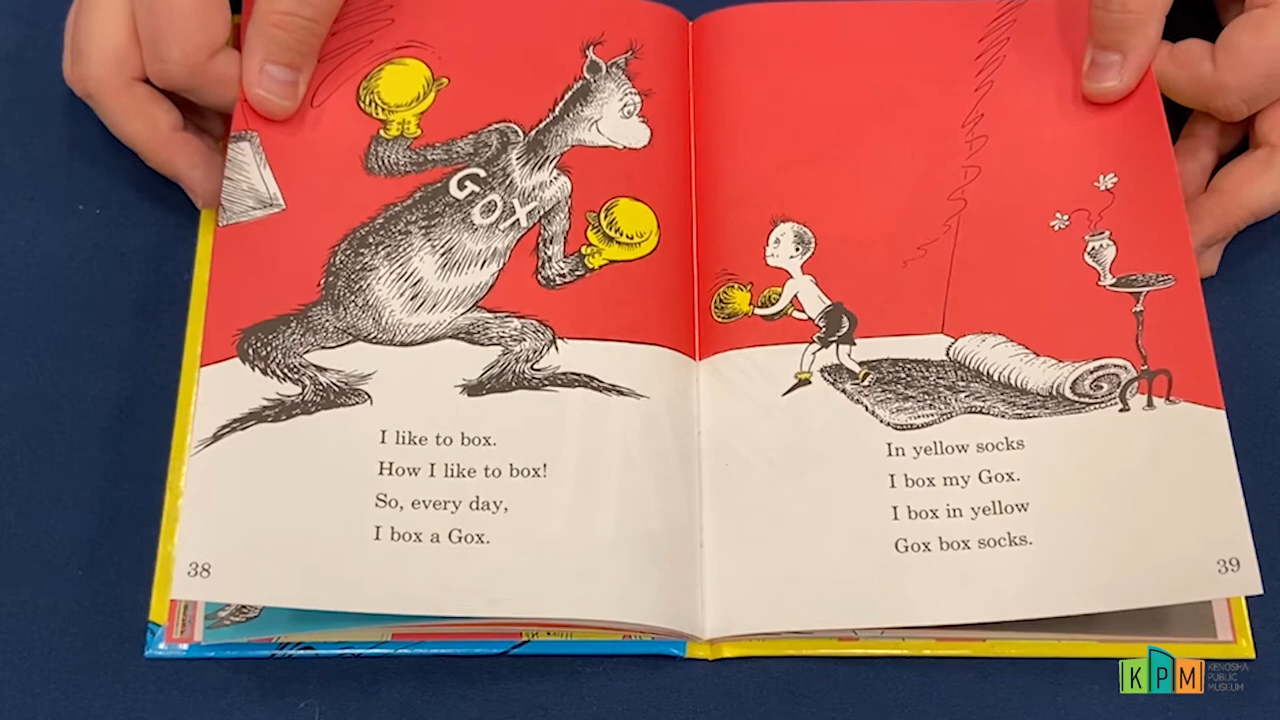 GOX
I like to box.
How I like to box!
So, every day,
I box a Gox.
38
In yellow socks
I box my Gox.
I box in yellow
Gox box socks.
39
KPM
KENOSHA
PUBLIC
MUSEUM